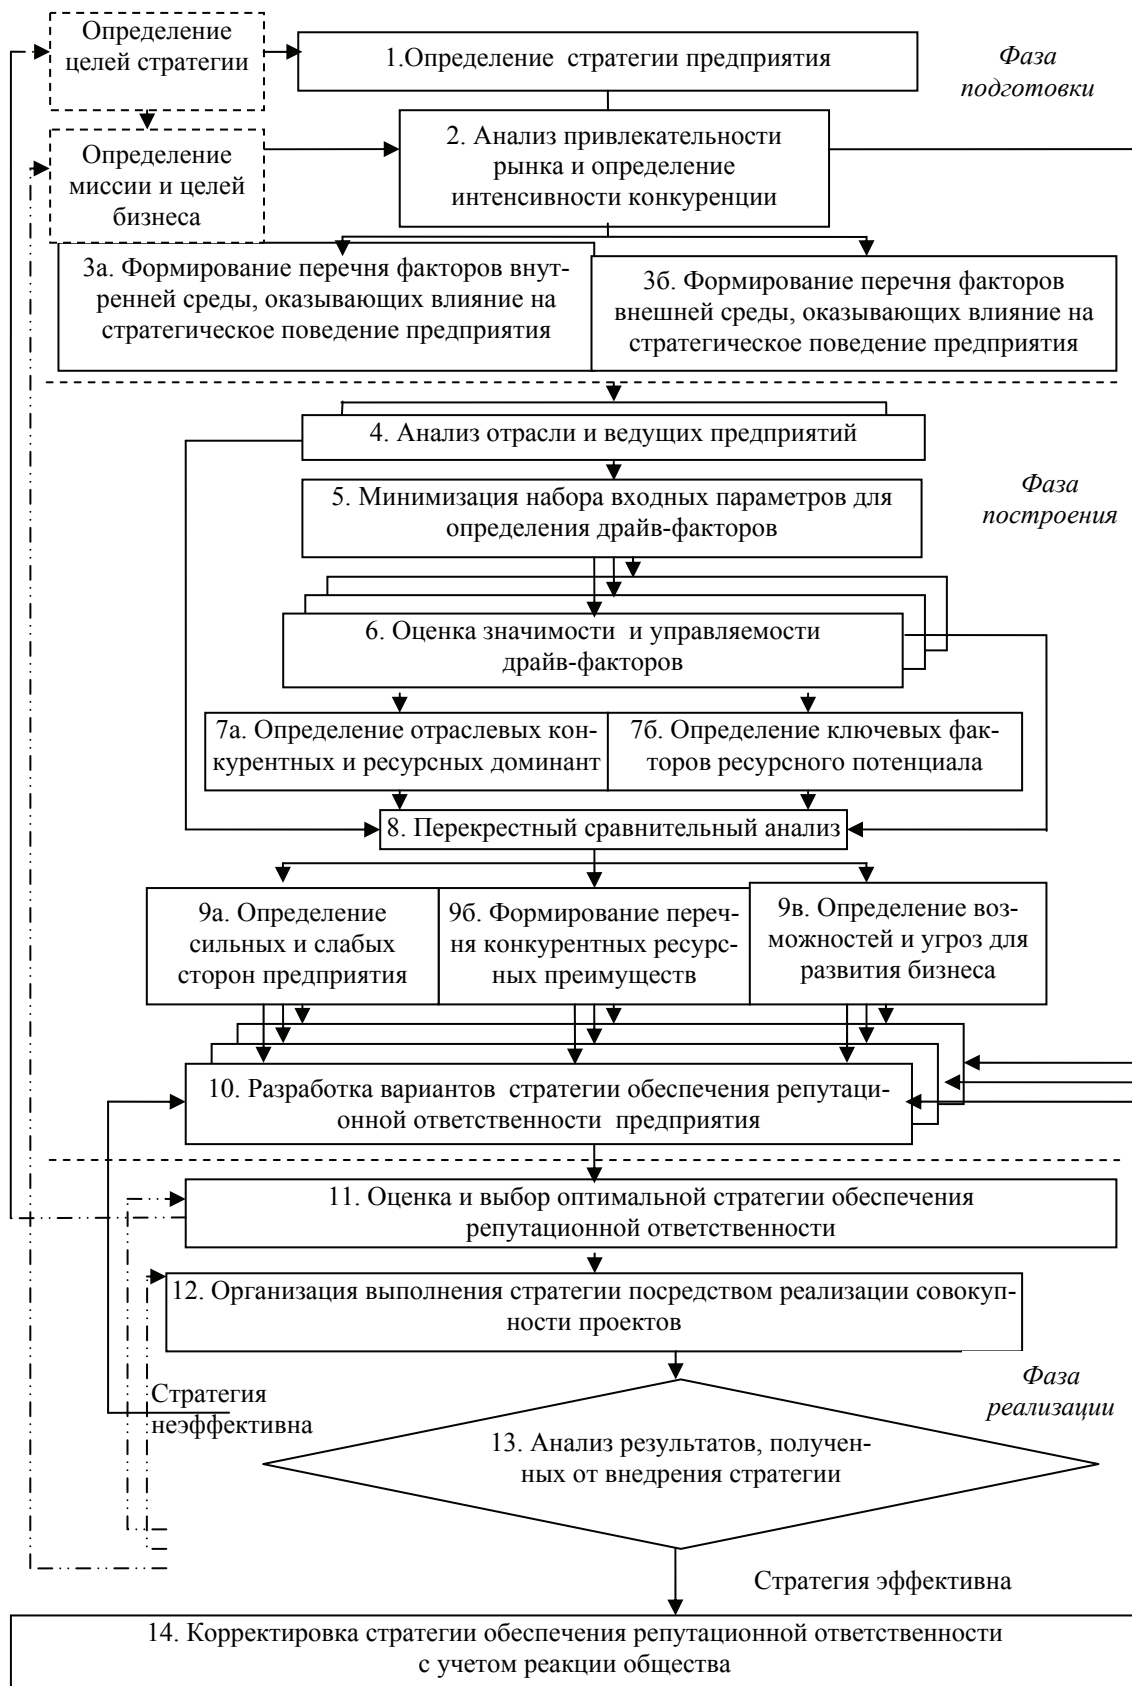 Определение
целей стратегии
1.Определение  стратегии предприятия
Фаза
подготовки
Определение
миссии и целей
бизнеса
2. Анализ привлекательности
рынка и определение
интенсивности конкуренции
3а. Формирование перечня факторов внут-
ренней среды, оказывающих влияние на
стратегическое поведение предприятия
3б. Формирование перечня факторов
внешней среды, оказывающих влияние на
стратегическое поведение предприятия
4. Анализ отрасли и ведущих предприятий
Фаза
построения
5. Минимизация набора входных параметров для
определения драйв-факторов
6. Оценка значимости  и управляемости
драйв-факторов
7а. Определение отраслевых кон-
курентных и ресурсных доминант
7б. Определение ключевых фак-
торов ресурсного потенциала
8. Перекрестный сравнительный анализ
9а. Определение
сильных и слабых
сторон предприятия
9б. Формирование переч-
ня конкурентных ресурс-
ных преимуществ
9в. Определение воз-
можностей и угроз для
развития бизнеса
10. Разработка вариантов  стратегии обеспечения репутаци-
онной ответственности  предприятия
11. Оценка и выбор оптимальной стратегии обеспечения
репутационной ответственности
12. Организация выполнения стратегии посредством реализации совокуп-
ности проектов
Фаза
реализации
Стратегия
неэффективна
13. Анализ результатов, получен-
ных от внедрения стратегии
Стратегия эффективна
14. Корректировка стратегии обеспечения репутационной ответственности
с учетом реакции общества